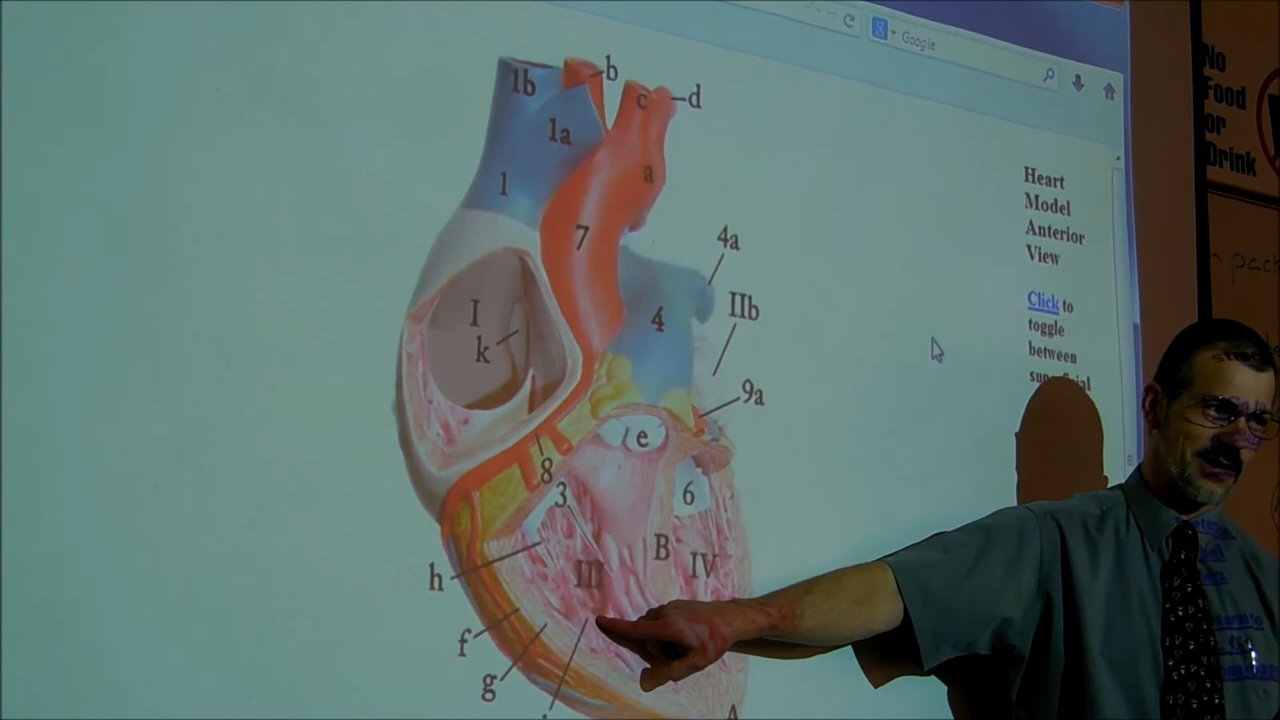 Google
No
Food
or
Drink
Heart
Model
Anterior
View
Click to
toggle
between
pack
1b
b
c
d
1a
a
1
7
4a
I
4
IIb
k
9a
e
8
3
6
B
IV
III
h
f
g
A